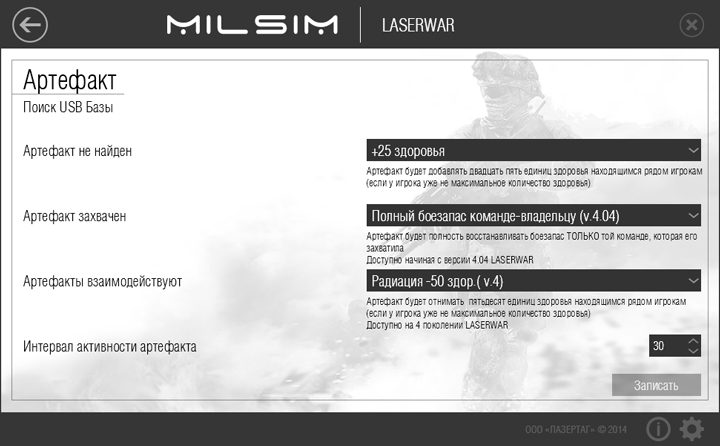 MILSIM LASERWAR
Артефакт
Поиск USB Базы
Артефакт не найден
+25 здоровья
Артефакт будет добавлять двадцать пять единиц здоровья находящимся рядом игрокам
(если у игрока уже не максимальное количество здоровья)
Артефакт захвачен
Полный боезапас команде-владельцу (v.4.04)
Артефакт будет полность восстанавливать боезапас ТОЛЬКО той команде, которая его
захватила
Доступно начиная с версии 4.04 LASERWAR
Артефакты взаимодействуют
Радиация -50 здор.( v.4)
Артефакт будет отнимать пятьдесят единиц здоровья находящимся рядом игрокам
(если у игрока уже не максимальное количество здоровья)
Доступно на 4 поколении LASERWAR
Интервал активности артефакта
30
Записать
ООО «ЛАЗЕРТАГ» © 2014